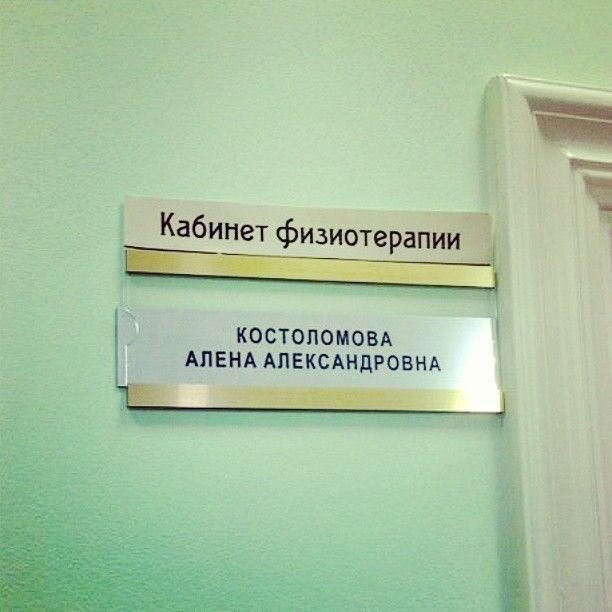 Кабинет физиотерапии
КОСТОЛОМОВА
АЛЕНА АЛЕКСАНДРОВНА